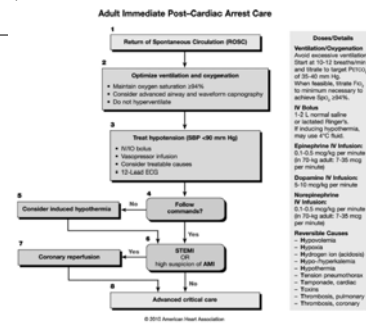 Adult Immediate Post–Cardiac Arrest Care
1
Return of Spontaneous Circulation (ROSC)
2
Optimize ventilation and oxygenation
• Maintain oxygen saturation ≥94%
• Consider advanced airway and waveform capnography
• Do not hyperventilate
3
Treat hypotension (SBP <90 mm Hg)
• IV/IO bolus
• Vasopressor infusion
• Consider treatable causes
• 12-Lead ECG
4
Follow
commands?
No
5
Consider induced hypothermia
Yes
6
STEMI
OR
high suspicion of AMI
Yes
7
Coronary reperfusion
No
8
Advanced critical care
© 2010 American Heart Association
Doses/Details
Ventilation/Oxygenation
Avoid excessive ventilation.
Start at 10-12 breaths/min
and titrate to target
of 35-40 mm Hg.
When feasible, titrate FIO2
to minimum necessary to
achieve SpO2 ≥94%.
IV Bolus
1-2 L normal saline
or lactated Ringer's.
If inducing hypothermia,
may use 4°C fluid.
Epinephrine IV Infusion:
0.1-0.5 mcg/kg per minute
(in 70-kg adult: 7-35 mcg
per minute)
Dopamine IV Infusion:
5-10 mcg/kg per minute
Norepinephrine
IV Infusion:
0.1-0.5 mcg/kg per minute
(in 70-kg adult: 7-35 mcg
per minute)
Reversible Causes
– Hypovolemia
– Hypoxia
– Hydrogen ion (acidosis)
– Hypo-/hyperkalemia
– Hypothermia
– Tension pneumothorax
– Tamponade, cardiac
– Toxins
– Thrombosis, pulmonary
– Thrombosis, coronary